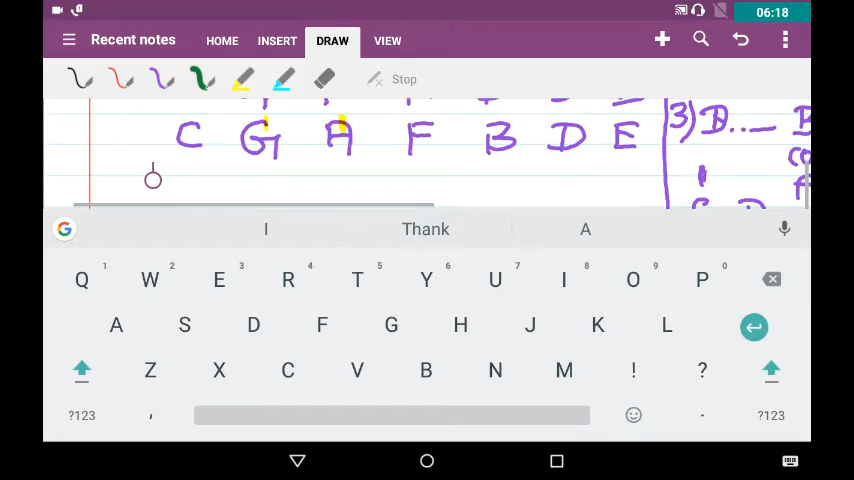 06:18
Recent notes HOME INSERT DRAW VIEW
Stop
C G A F B D E
3) B..
I Thank A
Q 1 W 2 E 3 R 4 T 5 Y 6 U 7 I 8 O 9 P 0
A S D F G H J K L
Z X C V B N M ! ?
?123 , . ?123